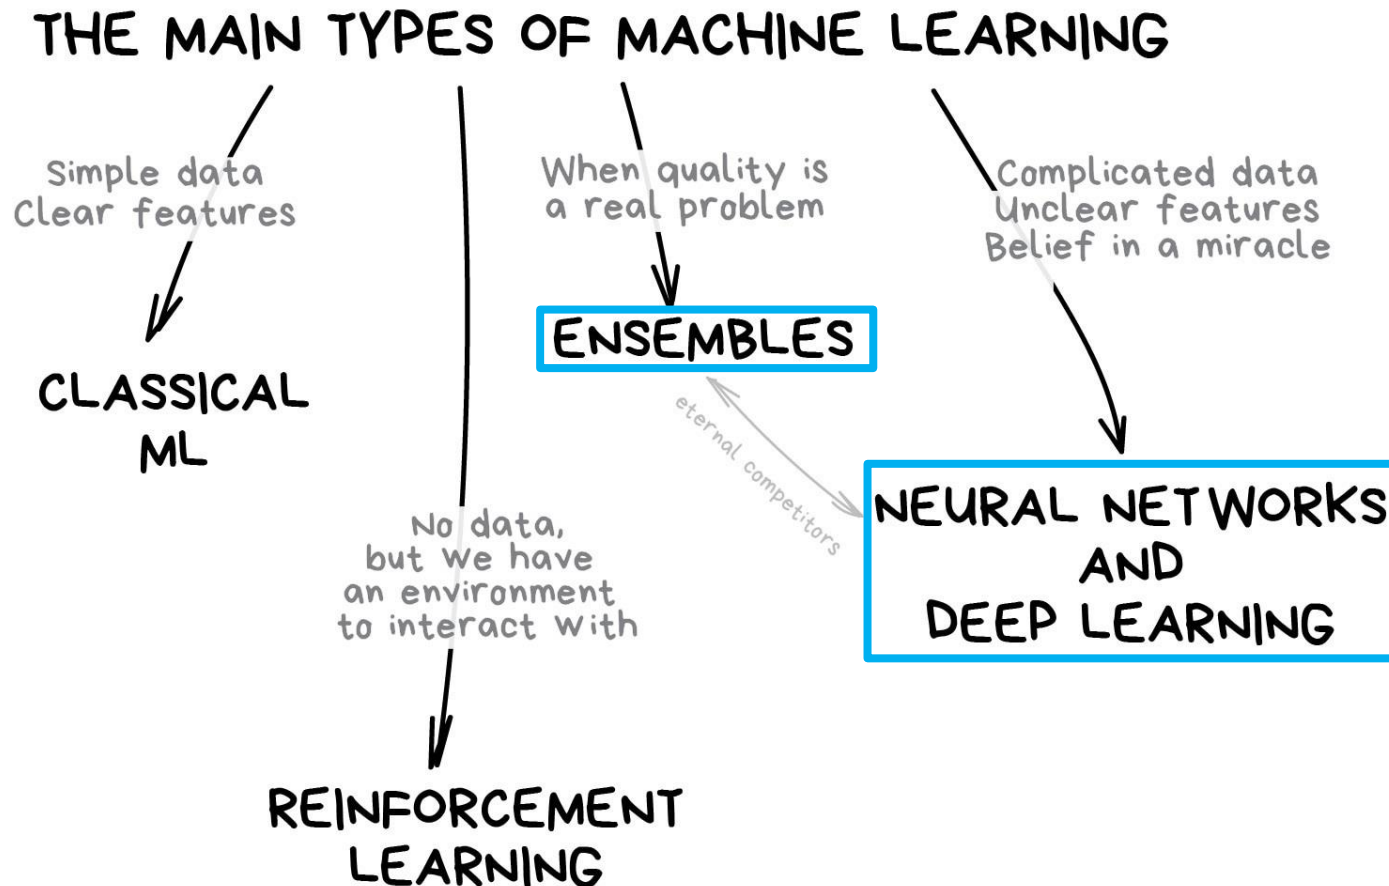 THE MAIN TYPES OF MACHINE LEARNING
Simple data
Clear features
CLASSICAL
ML
No data,
but we have
an environment
to interact with
REINFORCEMENT
LEARNING
When quality is
a real problem
ENSEMBLES
eternal competitors
Complicated data
Unclear features
Belief in a miracle
NEURAL NETWORKS
AND
DEEP LEARNING